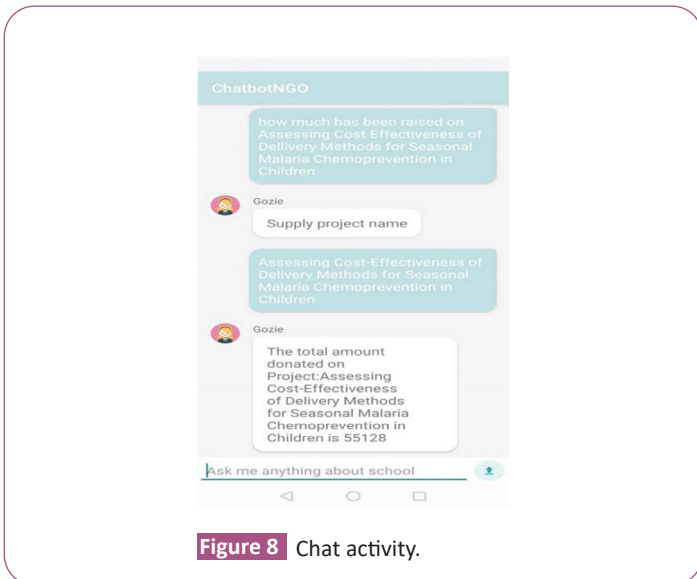 ChatbotNGO
how much has been raised on
Assessing Cost Effectiveness of
Dellivery Methods for Seasonal
Malaria Chemoprevention in
Children
Gozie
Supply project name
Assessing Cost-Effectiveness of
Delivery Methods for Seasonal
Malaria Chemoprevention in
Children
Gozie
The total amount
donated on
Project:Assessing
Cost-Effectiveness
of Delivery Methods
for Seasonal Malaria
Chemoprevention in
Children is 55128
Ask me anything about school
Figure 8 Chat activity.